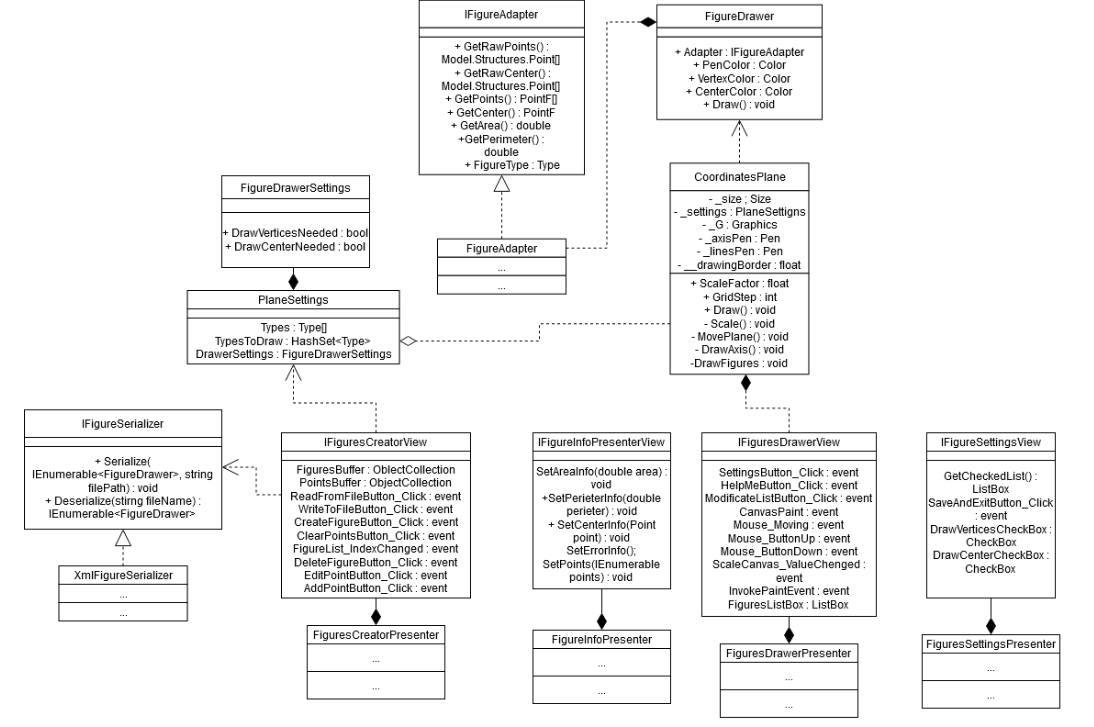 IFigureAdapter
+ GetRawPoints() :
Model.Structures.Point[]
+ GetRawCenter() :
Model.Structures.Point[]
+ GetPoints() : PointF[]
+ GetCenter() : PointF
+ GetArea() : double
+GetPerimeter() :
double
+ FigureType : Type
FigureDrawer
+ Adapter : IFigureAdapter
+ PenColor : Color
+ VertexColor : Color
+ CenterColor : Color
+ Draw() : void
CoordinatesPlane
- _size ; Size
- _settings : PlaneSettigns
- _G : Graphics
- _axisPen : Pen
- _linesPen : Pen
- __drawingBorder : float
+ ScaleFactor : float
+ GridStep : int
+ Draw() : void
- Scale() : void
- MovePlane() : void
- DrawAxis() : void
-DrawFigures : void
FigureDrawerSettings
+ DrawVerticesNeeded : bool
+ DrawCenterNeeded : bool
FigureAdapter
...
...
PlaneSettings
Types : Type[]
TypesToDraw : HashSet<Type>
DrawerSettings : FigureDrawerSettings
IFigureSerializer
+ Serialize(
IEnumerable<FigureDrawer>, string
filePath) : void
+ Deserialize(string fileName) :
IEnumerable<FigureDrawer>
XmlFigureSerializer
...
...
IFiguresCreatorView
FiguresBuffer : OblectCollection
PointsBuffer : ObjectCollection
ReadFromFileButton_Click : event
WriteToFileButton_Click : event
CreateFigureButton_Click : event
ClearPointsButton_Click : event
FigureList_IndexChanged : event
DeleteFigureButton_Click : event
EditPointButton_Click : event
AddPointButton_Click : event
FiguresCreatorPresenter
...
...
IFigureInfoPresenterView
SetAreaInfo(double area) :
void
+SetPerieterInfo(double
perieter) : void
+ SetCenterInfo(Point
point) : void
SetErrorInfo();
SetPoints(IEnumerable
points) : void
FigureInfoPresenter
...
...
IFiguresDrawerView
SettingsButton_Click : event
HelpMeButton_Click : event
ModificateListButton_Click : event
CanvasPaint : event
Mouse_Moving : event
Mouse_ButtonUp : event
Mouse_ButtonDown : event
ScaleCanvas_ValueChenged :
event
InvokePaintEvent : event
FiguresListBox : ListBox
FiguresDrawerPresenter
...
...
IFigureSettingsView
GetCheckedList() :
ListBox
SaveAndExitButton_Click
: event
DrawVerticesCheckBox :
CheckBox
DrawCenterCheckBox :
CheckBox
FiguresSettingsPresenter
...
...